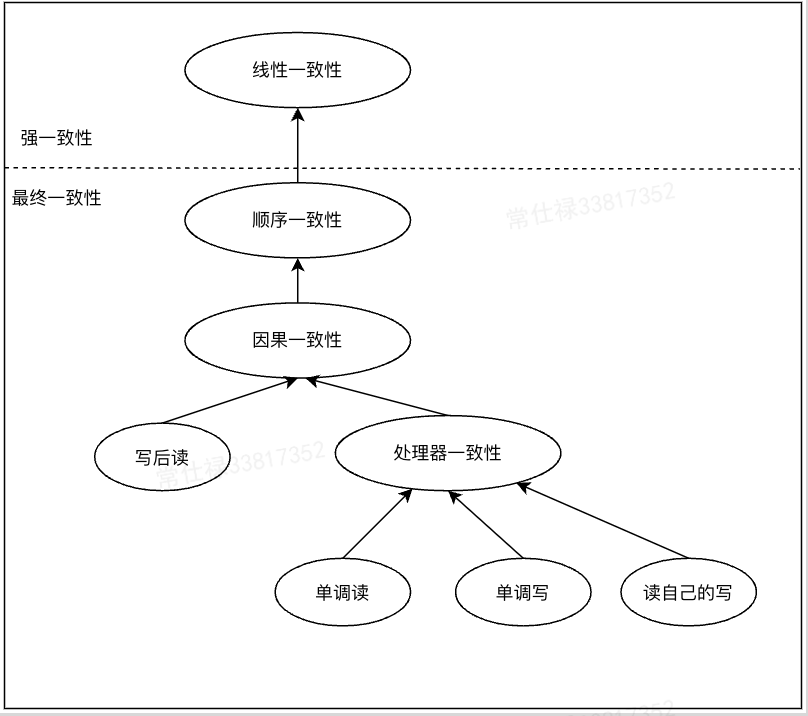 线性一致性
强一致性
最终一致性
顺序一致性
常仕禄33817352
因果一致性
写后读
处理器一致性
常仕禄33817352
单调读
单调写
读自己的写